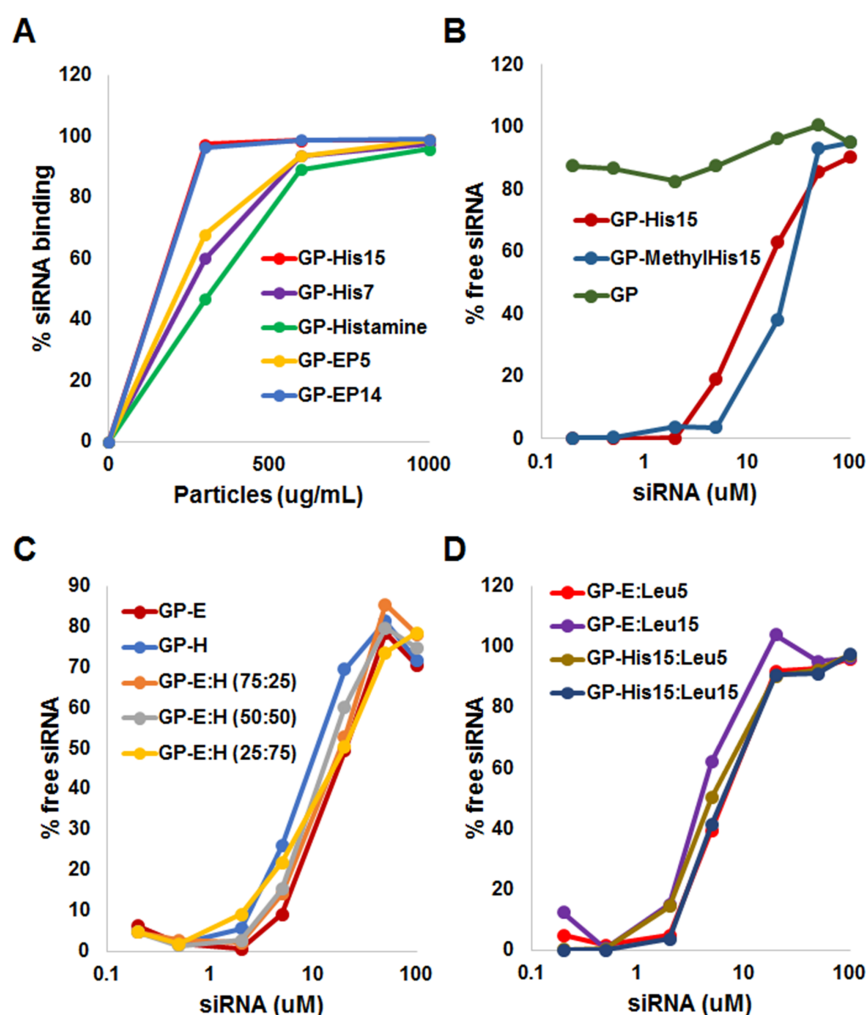 A
120
100
80
60
40
20
0
0
500
1000
% siRNA binding
Particles (ug/mL)
GP-His15
GP-His7
GP-Histamine
GP-EP5
GP-EP14
B
120
100
80
60
40
20
0
0.1
1
10
100
% free siRNA
siRNA (uM)
GP-His15
GP-MethylHis15
GP
C
90
80
70
60
50
40
30
20
10
0
0.1
1
10
100
% free siRNA
siRNA (uM)
GP-E
GP-H
GP-E:H (75:25)
GP-E:H (50:50)
GP-E:H (25:75)
D
120
100
80
60
40
20
0
0.1
1
10
100
% free siRNA
siRNA (uM)
GP-E:Leu5
GP-E:Leu15
GP-His15:Leu5
GP-His15:Leu15